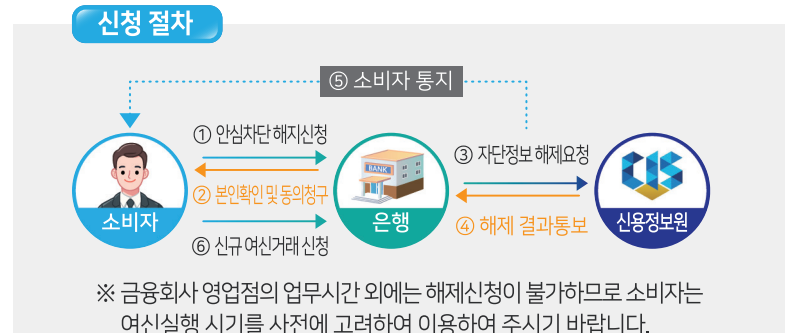 신청 절차
⑤ 소비자 통지
① 안심차단 해지신청
③ 자단정보 해제요청
BANK
CIS
② 본인확인 및 동의청구
소비자
은행
신용정보원
④ 해제 결과통보
⑥ 신규 여신거래 신청
※ 금융회사 영업점의 업무시간 외에는 해제신청이 불가하므로 소비자는
여신실행 시기를 사전에 고려하여 이용하여 주시기 바랍니다.